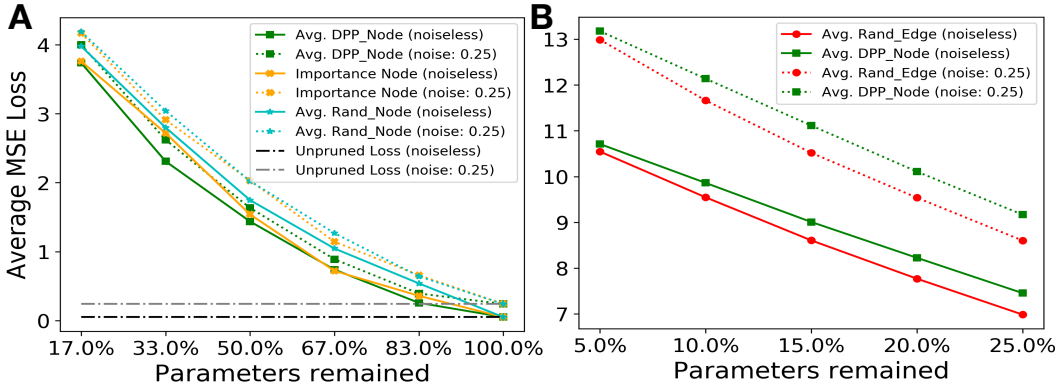 A
Average MSE Loss
4
3
2
1
0
Avg. DPP_Node (noiseless)
Avg. DPP_Node (noise: 0.25)
Importance Node (noiseless)
Importance Node (noise: 0.25)
Avg. Rand_Node (noiseless)
Avg. Rand_Node (noise: 0.25)
Unpruned Loss (noiseless)
Unpruned Loss (noise: 0.25)
17.0% 33.0% 50.0% 67.0% 83.0% 100.0%
Parameters remained
B
13
12
11
10
9
8
7
Avg. Rand_Edge (noiseless)
Avg. DPP_Node (noiseless)
Avg. Rand_Edge (noise: 0.25)
Avg. DPP_Node (noise: 0.25)
5.0% 10.0% 15.0% 20.0% 25.0%
Parameters remained